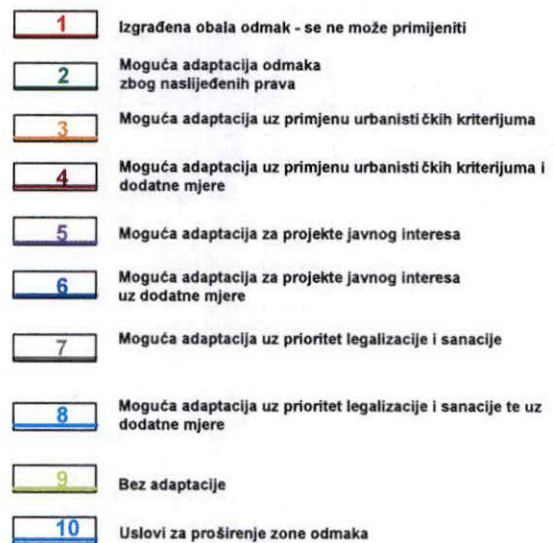 1 Izgrađena obala odmak - se ne može primijeniti
2 Moguća adaptacija odmaka
zbog naslijeđenih prava
3 Moguća adaptacija uz primjenu urbanističkih kriterijuma
4 Moguća adaptacija uz primjenu urbanističkih kriterijuma i
dodatne mjere
5 Moguća adaptacija za projekte javnog interesa
6 Moguća adaptacija za projekte javnog interesa
uz dodatne mjere
7 Moguća adaptacija uz prioritet legalizacije i sanacije
8 Moguća adaptacija uz prioritet legalizacije i sanacije te uz
dodatne mjere
9 Bez adaptacije
10 Uslovi za proširenje zone odmaka